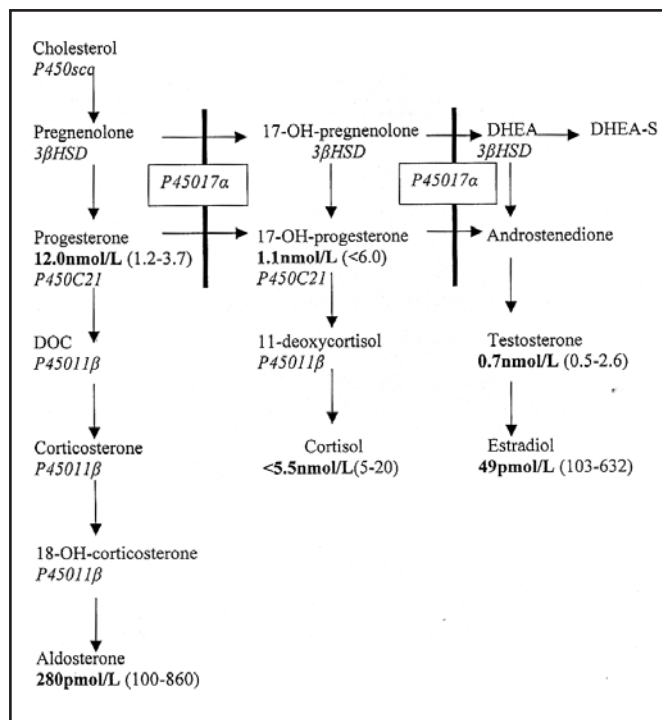 Cholesterol
P450scc
Pregnenolone
3βHSD
17-OH-pregnenolone
3βHSD
DHEA
3βHSD
DHEA-S
P45017α
P45017α
Progesterone
12.0nmol/L (1.2-3.7)
P450C21
17-OH-progesterone
1.1nmol/L (<6.0)
P450C21
Androstenedione
DOC
P45011β
11-deoxycortisol
P45011β
Testosterone
0.7nmol/L (0.5-2.6)
Corticosterone
P45011β
Cortisol
<5.5nmol/L(5-20)
Estradiol
49pmol/L (103-632)
18-OH-corticosterone
P45011β
Aldosterone
280pmol/L (100-860)